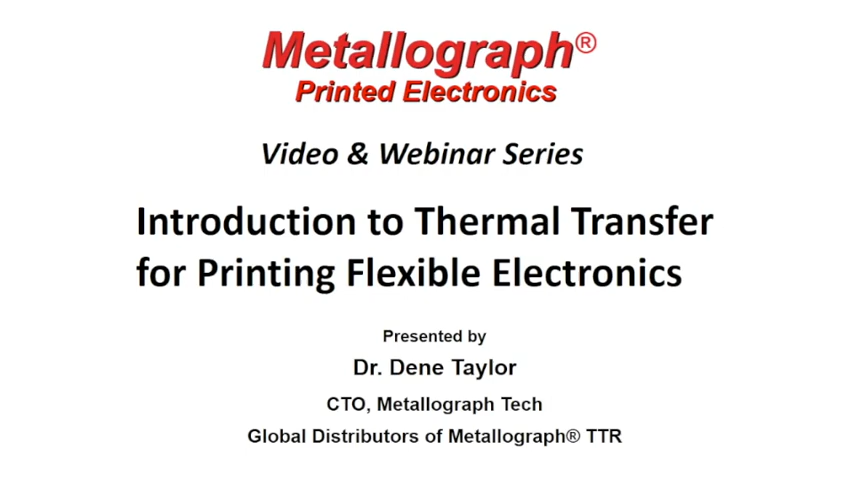 Metallograph®
Printed Electronics
Video & Webinar Series
Introduction to Thermal Transfer
for Printing Flexible Electronics
Presented by
Dr. Dene Taylor
CTO, Metallograph Tech
Global Distributors of Metallograph® TTR